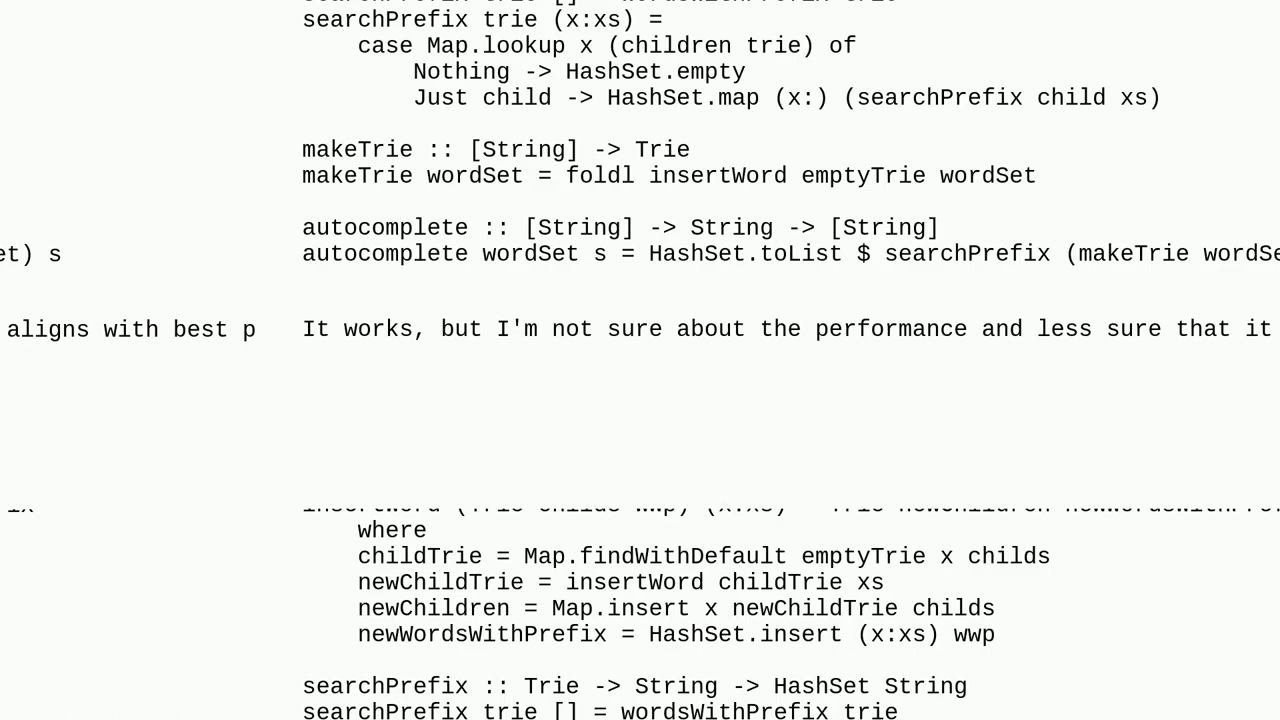 searchPrefix trie (x:xs) =
case Map.lookup x (children trie) of
Nothing -> HashSet.empty
Just child -> HashSet.map (x:) (searchPrefix child xs)
makeTrie :: [String] -> Trie
makeTrie wordSet = foldl insertWord emptyTrie wordSet
autocomplete :: [String] -> String -> [String]
et) s autocomplete wordSet s = HashSet.toList $ searchPrefix (makeTrie wordSe
aligns with best p It works, but I'm not sure about the performance and less sure that it
where
childTrie = Map.findWithDefault emptyTrie x childs
newChildTrie = insertWord childTrie xs
newChildren = Map.insert x newChildTrie childs
newWordsWithPrefix = HashSet.insert (x:xs) wwp
searchPrefix :: Trie -> String -> HashSet String
searchPrefix trie [] = wordsWithPrefix trie